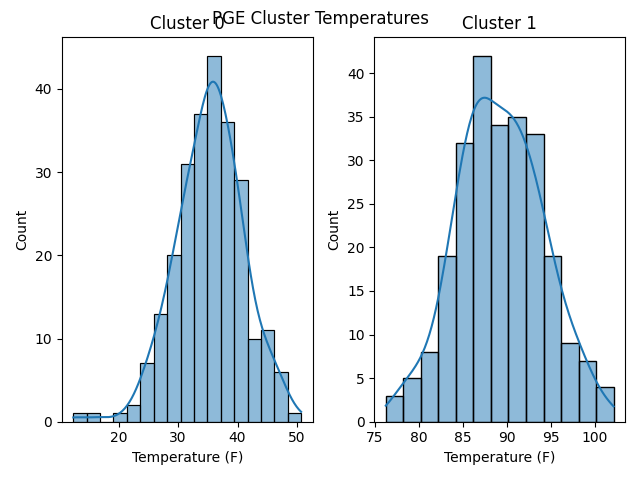 PGE Cluster Temperatures
Cluster 0
Count
40
30
20
10
0
20 30 40 50
Temperature (F)
Cluster 1
Count
40
35
30
25
20
15
10
5
0
75 80 85 90 95 100
Temperature (F)